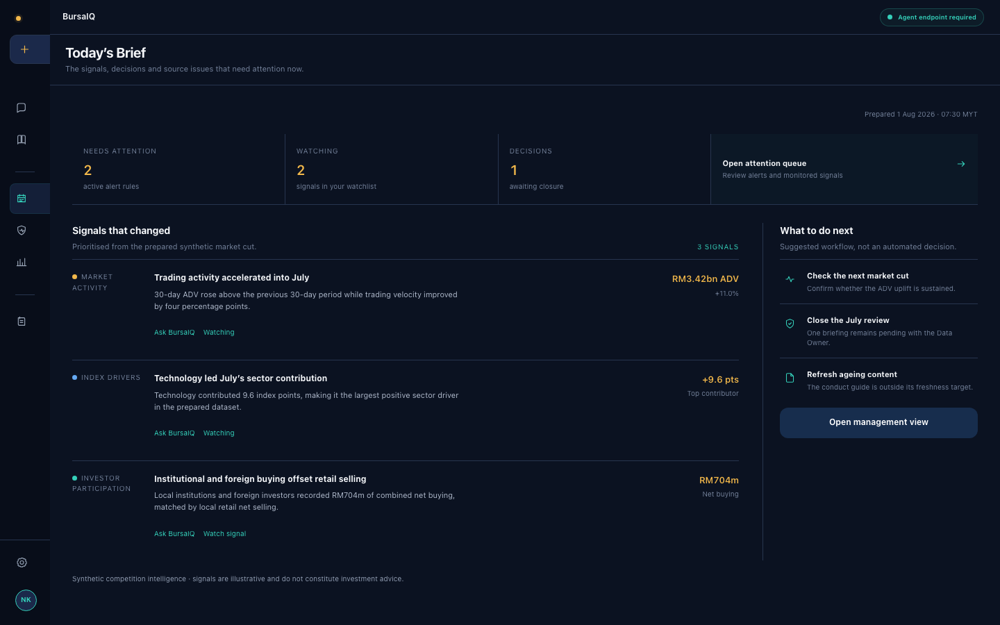 BursaIQ
Agent endpoint required
Today's Brief
The signals, decisions and source issues that need attention now.
Prepared 1 Aug 2026 · 07:30 MYT
NEEDS ATTENTION
2
active alert rules
WATCHING
2
signals in your watchlist
DECISIONS
1
awaiting closure
Open attention queue
Review alerts and monitored signals
Signals that changed
Prioritised from the prepared synthetic market cut.
3 SIGNALS
MARKET
ACTIVITY
Trading activity accelerated into July
30-day ADV rose above the previous 30-day period while trading velocity improved
by four percentage points.
Ask BursaIQ Watching
RM3.42bn ADV
+11.0%
INDEX DRIVERS
Technology led July's sector contribution
Technology contributed 9.6 index points, making it the largest positive sector driver
in the prepared dataset.
Ask BursaIQ Watching
+9.6 pts
Top contributor
INVESTOR
PARTICIPATION
Institutional and foreign buying offset retail selling
Local institutions and foreign investors recorded RM704m of combined net buying,
matched by local retail net selling.
Ask BursaIQ Watch signal
RM704m
Net buying
What to do next
Suggested workflow, not an automated decision.
Check the next market cut
Confirm whether the ADV uplift is sustained.
Close the July review
One briefing remains pending with the Data
Owner.
Refresh ageing content
The conduct guide is outside its freshness target.
Open management view
Synthetic competition intelligence · signals are illustrative and do not constitute investment advice.
NK